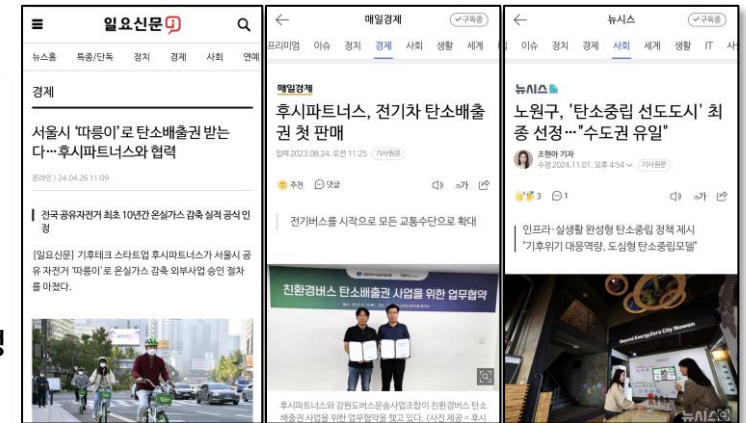 일요신문
뉴스홈 특종/단독 정치 경제 사회 연예
경제
서울시 ‘따릉이’로 탄소배출권 받는
다…후시파트너스와 협력
온라인 | 24.04.26 11:09
전국 공유자전거 최초 10년간 온실가스 감축 실적 공식 인
정
[일요신문] 기후테크 스타트업 후시파트너스가 서울시 공
유 자전거 ‘따릉이’로 온실가스 감축 외부사업 승인 절차
를 마쳤다.
매일경제
구독중
프리미엄 이슈 정치 경제 사회 생활 세계
매일경제
후시파트너스, 전기차 탄소배출
권 첫 판매
입력 2023.08.24. 오전 11:25 기사원문
추천 댓글
가
전기버스를 시작으로 모든 교통수단으로 확대
친환경버스 탄소배출권 사업을 위한 업무협약
후시파트너스와 강원도버스운송사업조합이 친환경버스 탄소
배출권 사업을 위한 업무협약을 맺고 있다. (사진 제공 = 후시
뉴시스
구독중
이슈 정치 경제 사회 세계 생활 IT
뉴시스
노원구, '탄소중립 선도도시' 최
종 선정…"수도권 유일"
조현아 기자
수정 2024.11.01. 오후 4:54 기사원문
3 1
가
인프라·실생활 완성형 탄소중립 정책 제시
"기후위기 대응역량, 도심형 탄소중립모델"
Beyond EnergyZero City Nowon
뉴시스